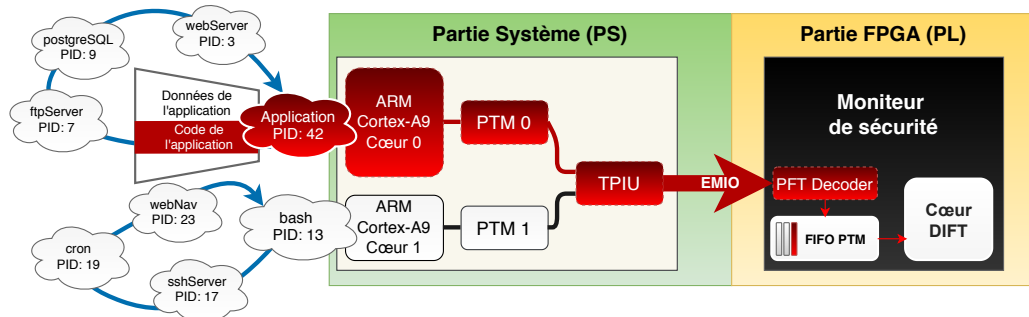 postgreSQL
PID: 9
webServer
PID: 3
ftpServer
PID: 7
Données de
l'application
Code de
l'application
Application
PID: 42
webNav
PID: 23
cron
PID: 19
sshServer
PID: 17
bash
PID: 13
Partie Système (PS)
ARM
Cortex-A9
Cœur 0
PTM 0
ARM
Cortex-A9
Cœur 1
PTM 1
TPIU
EMIO
Partie FPGA (PL)
Moniteur
de sécurité
PFT Decoder
FIFO PTM
Cœur
DIFT